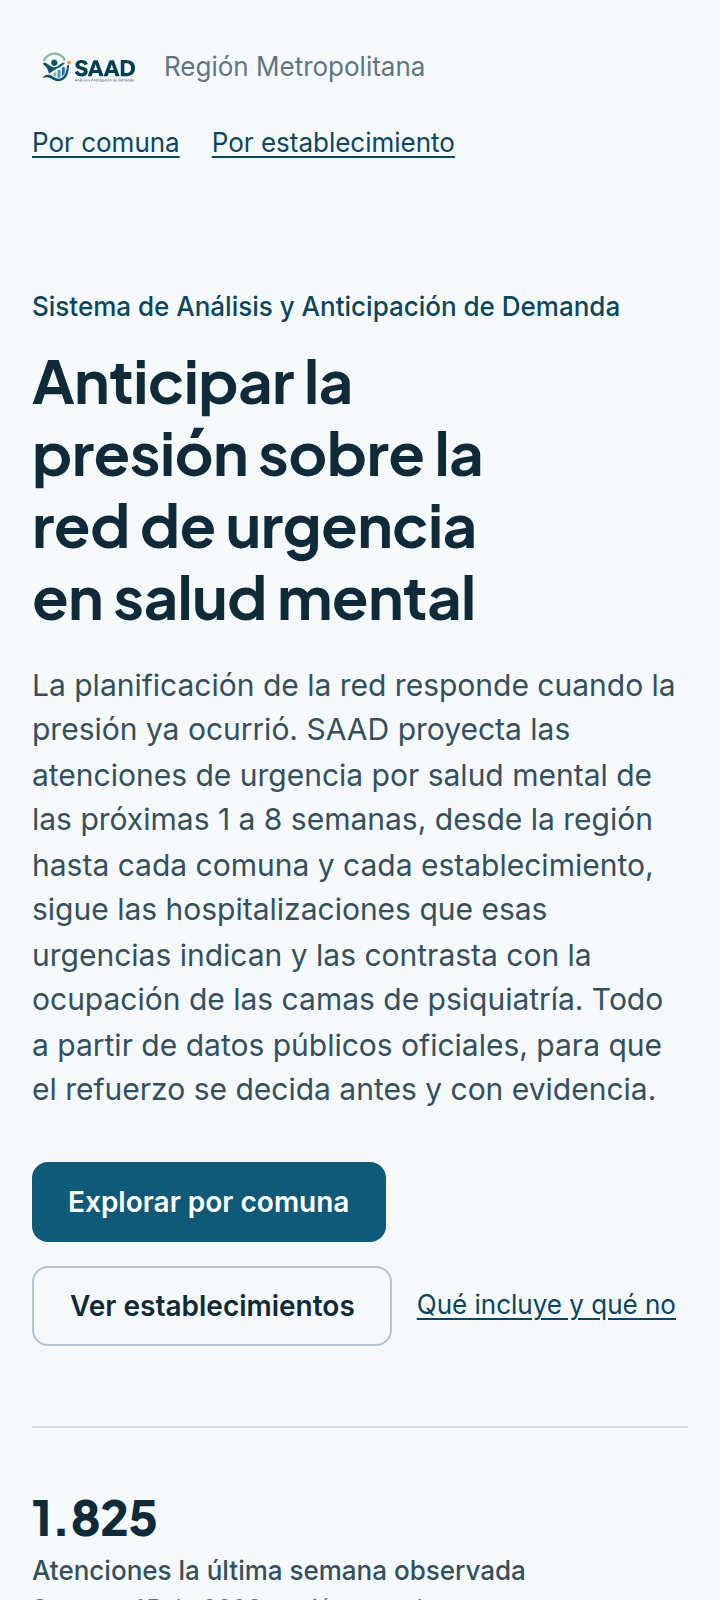 SAAD
Análisis y Anticipación de Demanda
Región Metropolitana
Por comuna Por establecimiento
Sistema de Análisis y Anticipación de Demanda
Anticipar la
presión sobre la
red de urgencia
en salud mental
La planificación de la red responde cuando la
presión ya ocurrió. SAAD proyecta las
atenciones de urgencia por salud mental de
las próximas 1 a 8 semanas, desde la región
hasta cada comuna y cada establecimiento,
sigue las hospitalizaciones que esas
urgencias indican y las contrasta con la
ocupación de las camas de psiquiatría. Todo
a partir de datos públicos oficiales, para que
el refuerzo se decida antes y con evidencia.
Explorar por comuna
Ver establecimientos Qué incluye y qué no
1.825
Atenciones la última semana observada